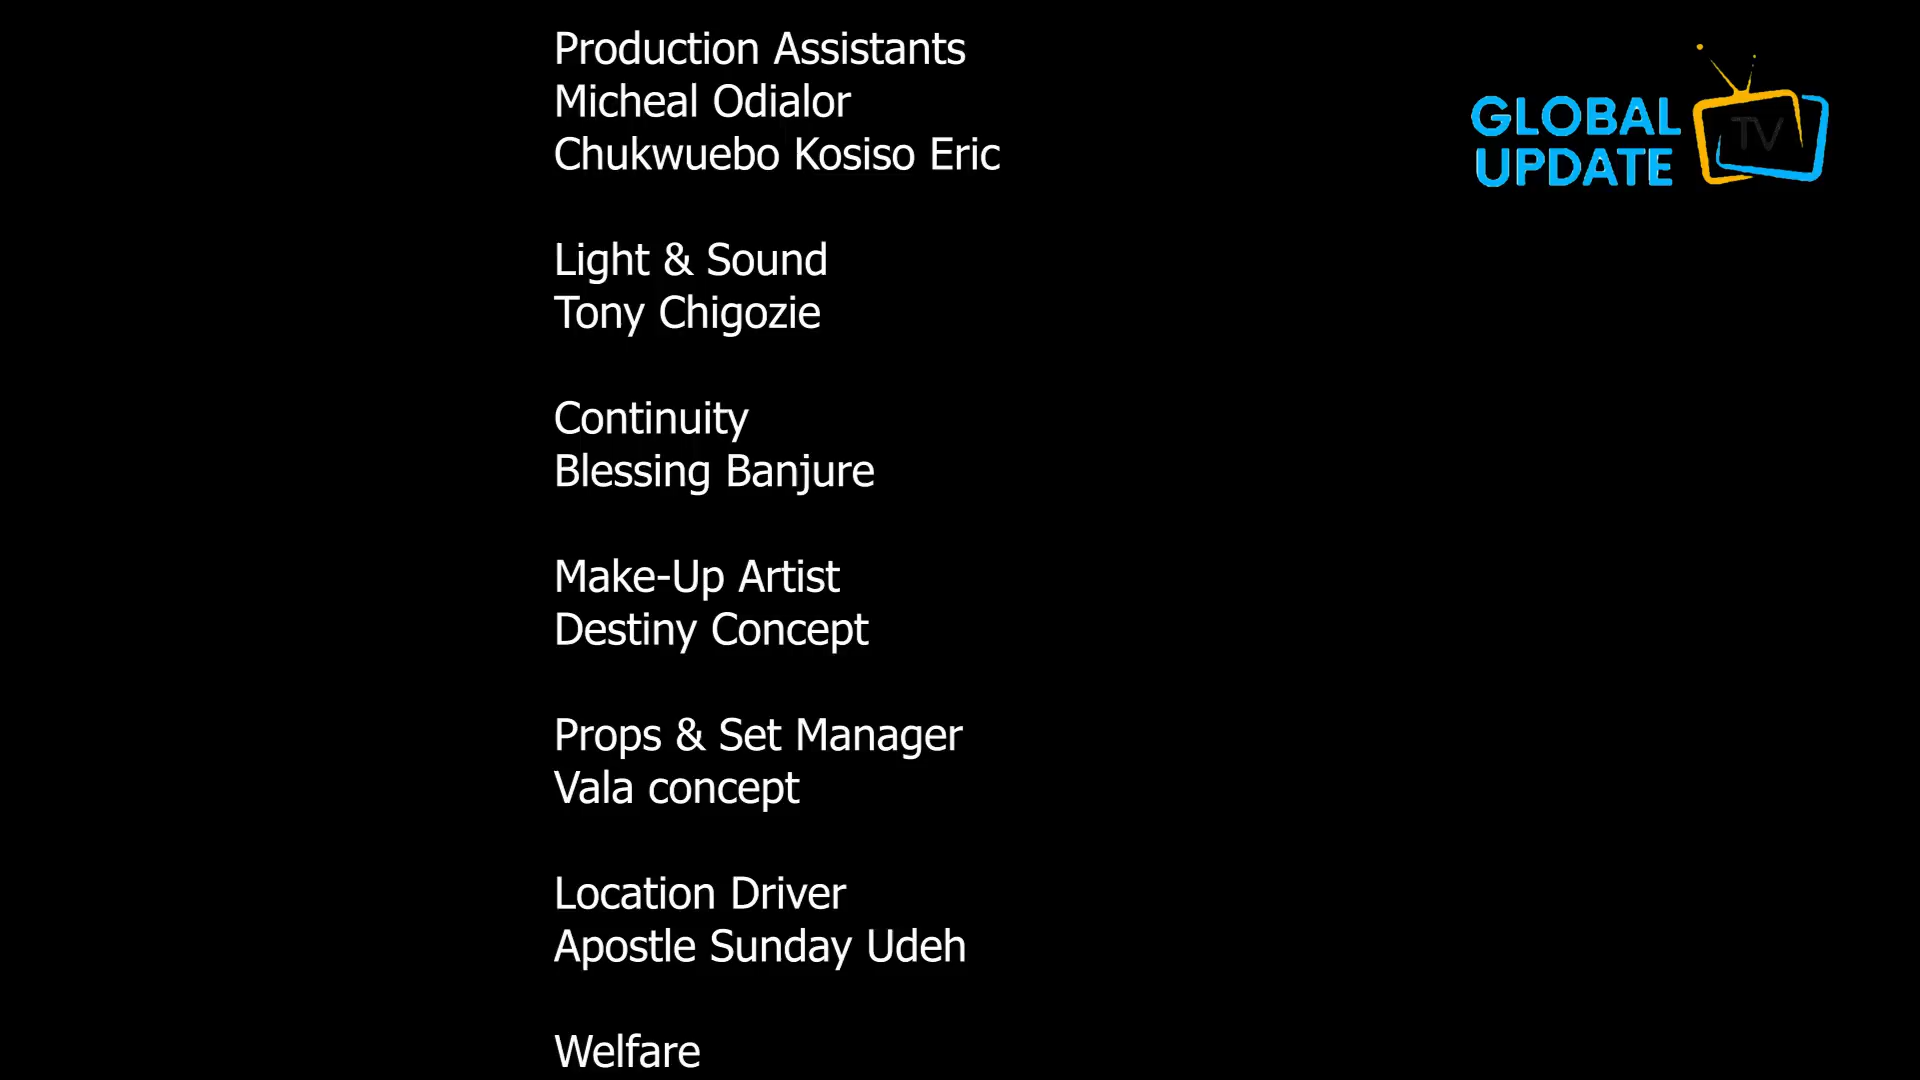 Production Assistants
Micheal Odialor
Chukwuebo Kosiso Eric
Light & Sound
Tony Chigozie
Continuity
Blessing Banjure
Make-Up Artist
Destiny Concept
Props & Set Manager
Vala concept
Location Driver
Apostle Sunday Udeh
Welfare
GLOBAL
UPDATE
TV